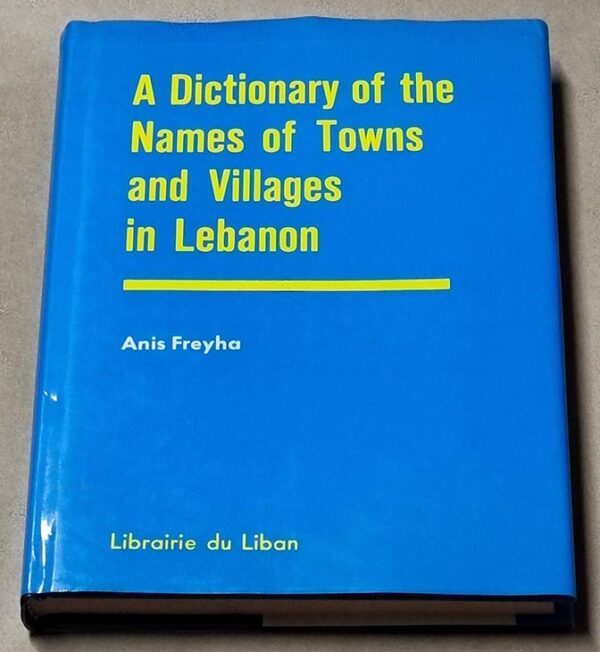 A Dictionary of the
Names of Towns
and Villages
in Lebanon
Anis Freyha
Librairie du Liban